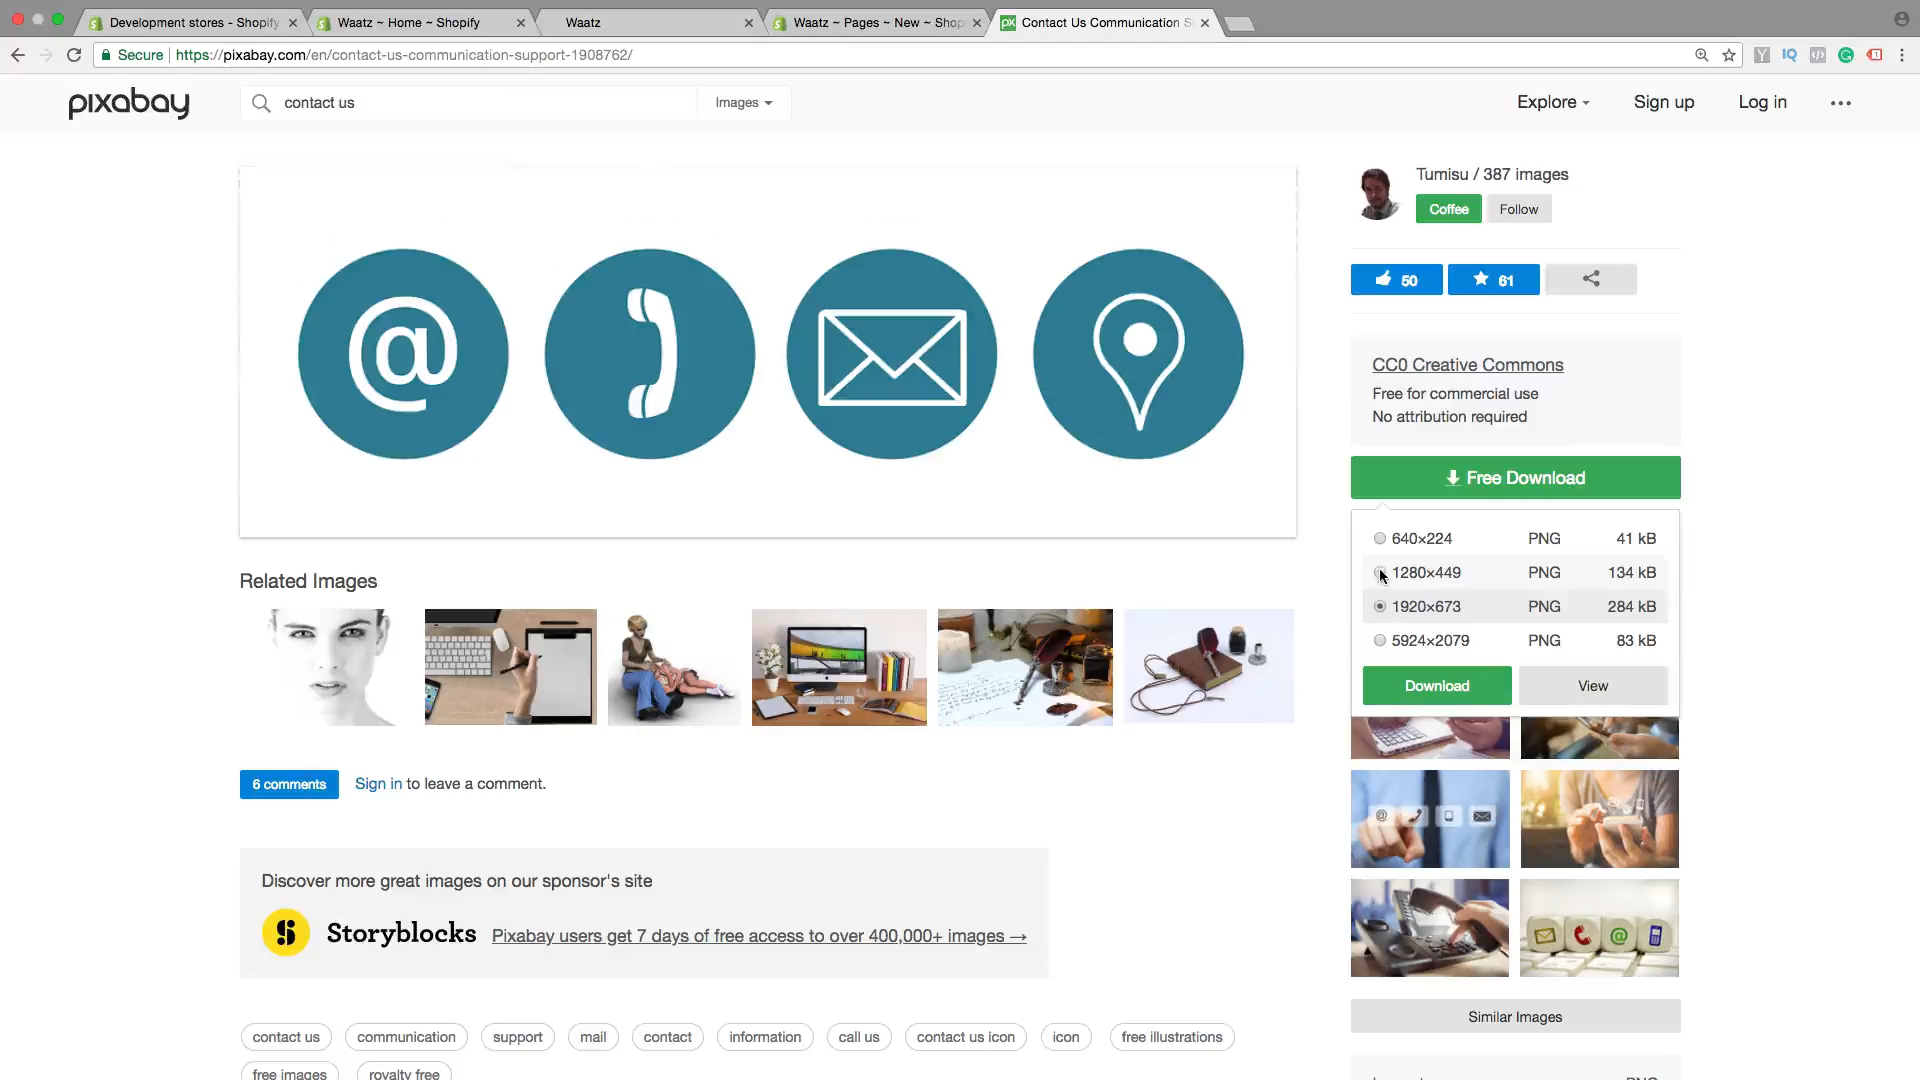 Development stores - Shopify
Waatz ~ Home ~ Shopify
Waatz
Waatz ~ Pages ~ New ~ Shop
px
Contact Us Communication S
Secure
https://pixabay.com/en/contact-us-communication-support-1908762/
Y
IQ
pixabay
contact us
Images
Explore
Sign up
Log in
Tumisu / 387 images
Coffee
Follow
50
61
@
CC0 Creative Commons
Free for commercial use
No attribution required
Free Download
640×224 PNG 41 kB
1280×449 PNG 134 kB
1920×673 PNG 284 kB
5924×2079 PNG 83 kB
Download
View
Related Images
6 comments
Sign in to leave a comment.
Discover more great images on our sponsor's site
Storyblocks
Pixabay users get 7 days of free access to over 400,000+ images →
Similar Images
contact us
communication
support
mail
contact
information
call us
contact us icon
icon
free illustrations
free images
royalty free